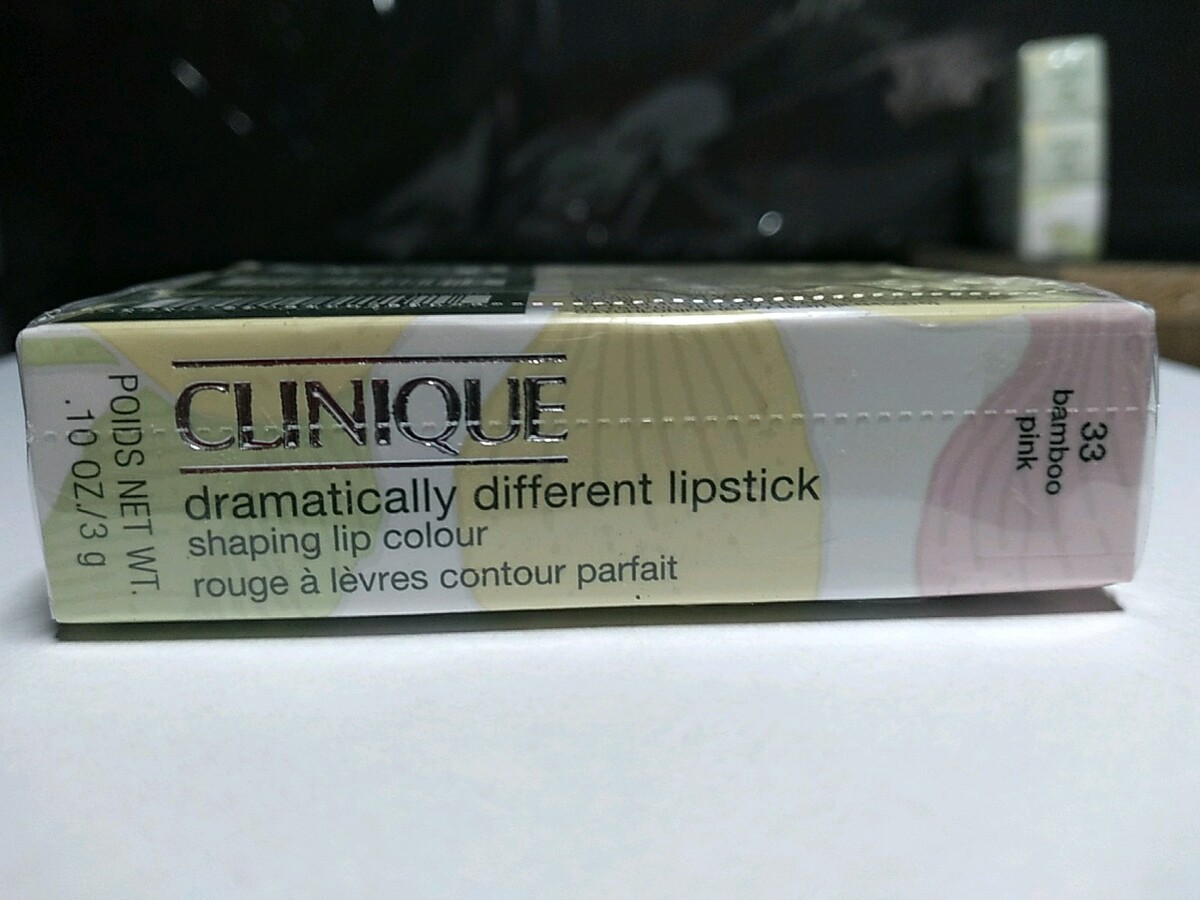 CLINIQUE
dramatically different lipstick
shaping lip colour
rouge à lèvres contour parfait
POIDS NET WT.
.10 OZ./3 g
33
bamboo
pink